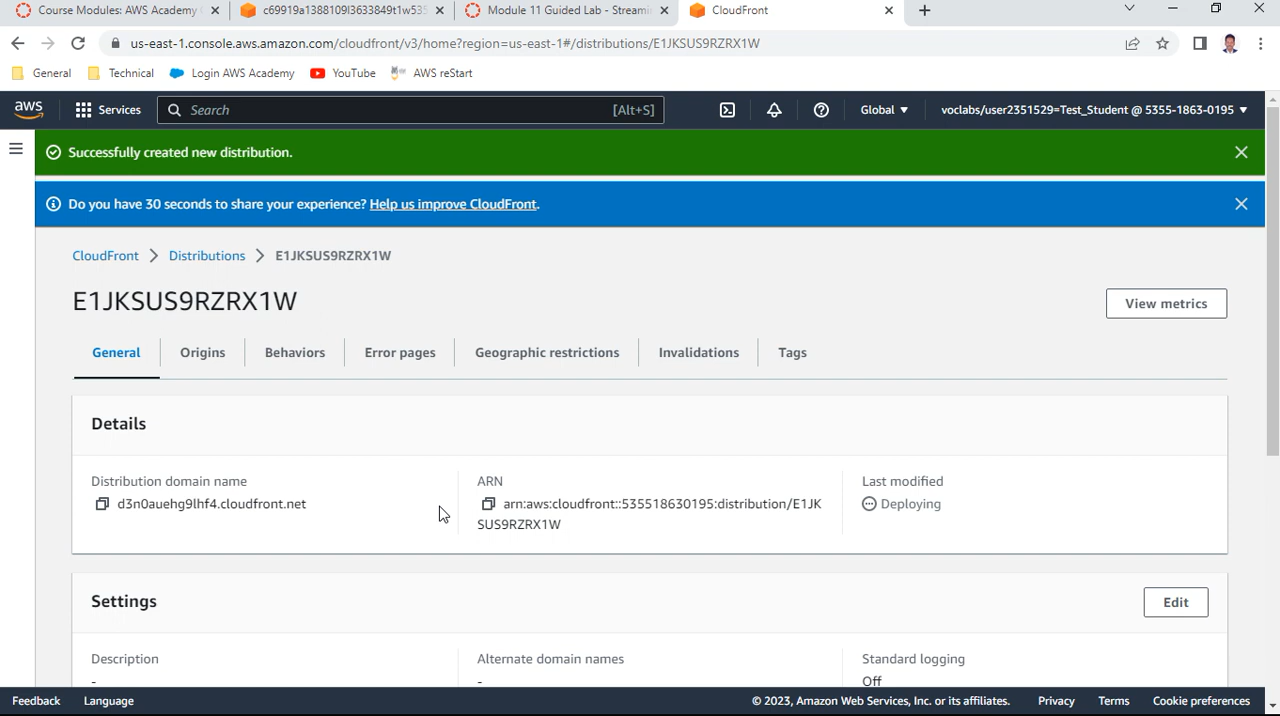 Course Modules: AWS Academy
c69919a1388109l3633849t1w535
Module 11 Guided Lab - Streami
CloudFront
us-east-1.console.aws.amazon.com/cloudfront/v3/home?region=us-east-1#/distributions/E1JKSUS9RZRX1W
General
Technical
Login AWS Academy
YouTube
AWS reStart
aws
Services
Search
[Alt+S]
Global
voclabs/user2351529=Test_Student @ 5355-1863-0195
Successfully created new distribution.
Do you have 30 seconds to share your experience? Help us improve CloudFront.
CloudFront > Distributions > E1JKSUS9RZRX1W
E1JKSUS9RZRX1W
View metrics
General
Origins
Behaviors
Error pages
Geographic restrictions
Invalidations
Tags
Details
Distribution domain name
d3n0auehg9lhf4.cloudfront.net
ARN
arn:aws:cloudfront::535518630195:distribution/E1JK
SUS9RZRX1W
Last modified
Deploying
Settings
Edit
Description
-
Alternate domain names
-
Standard logging
Off
Feedback
Language
© 2023, Amazon Web Services, Inc. or its affiliates.
Privacy
Terms
Cookie preferences